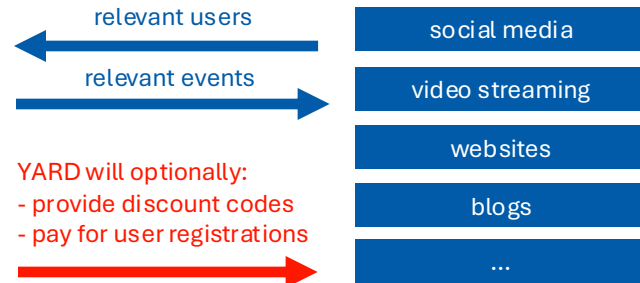 relevant users
relevant events
YARD will optionally:
- provide discount codes
- pay for user registrations
social media
video streaming
websites
blogs
...